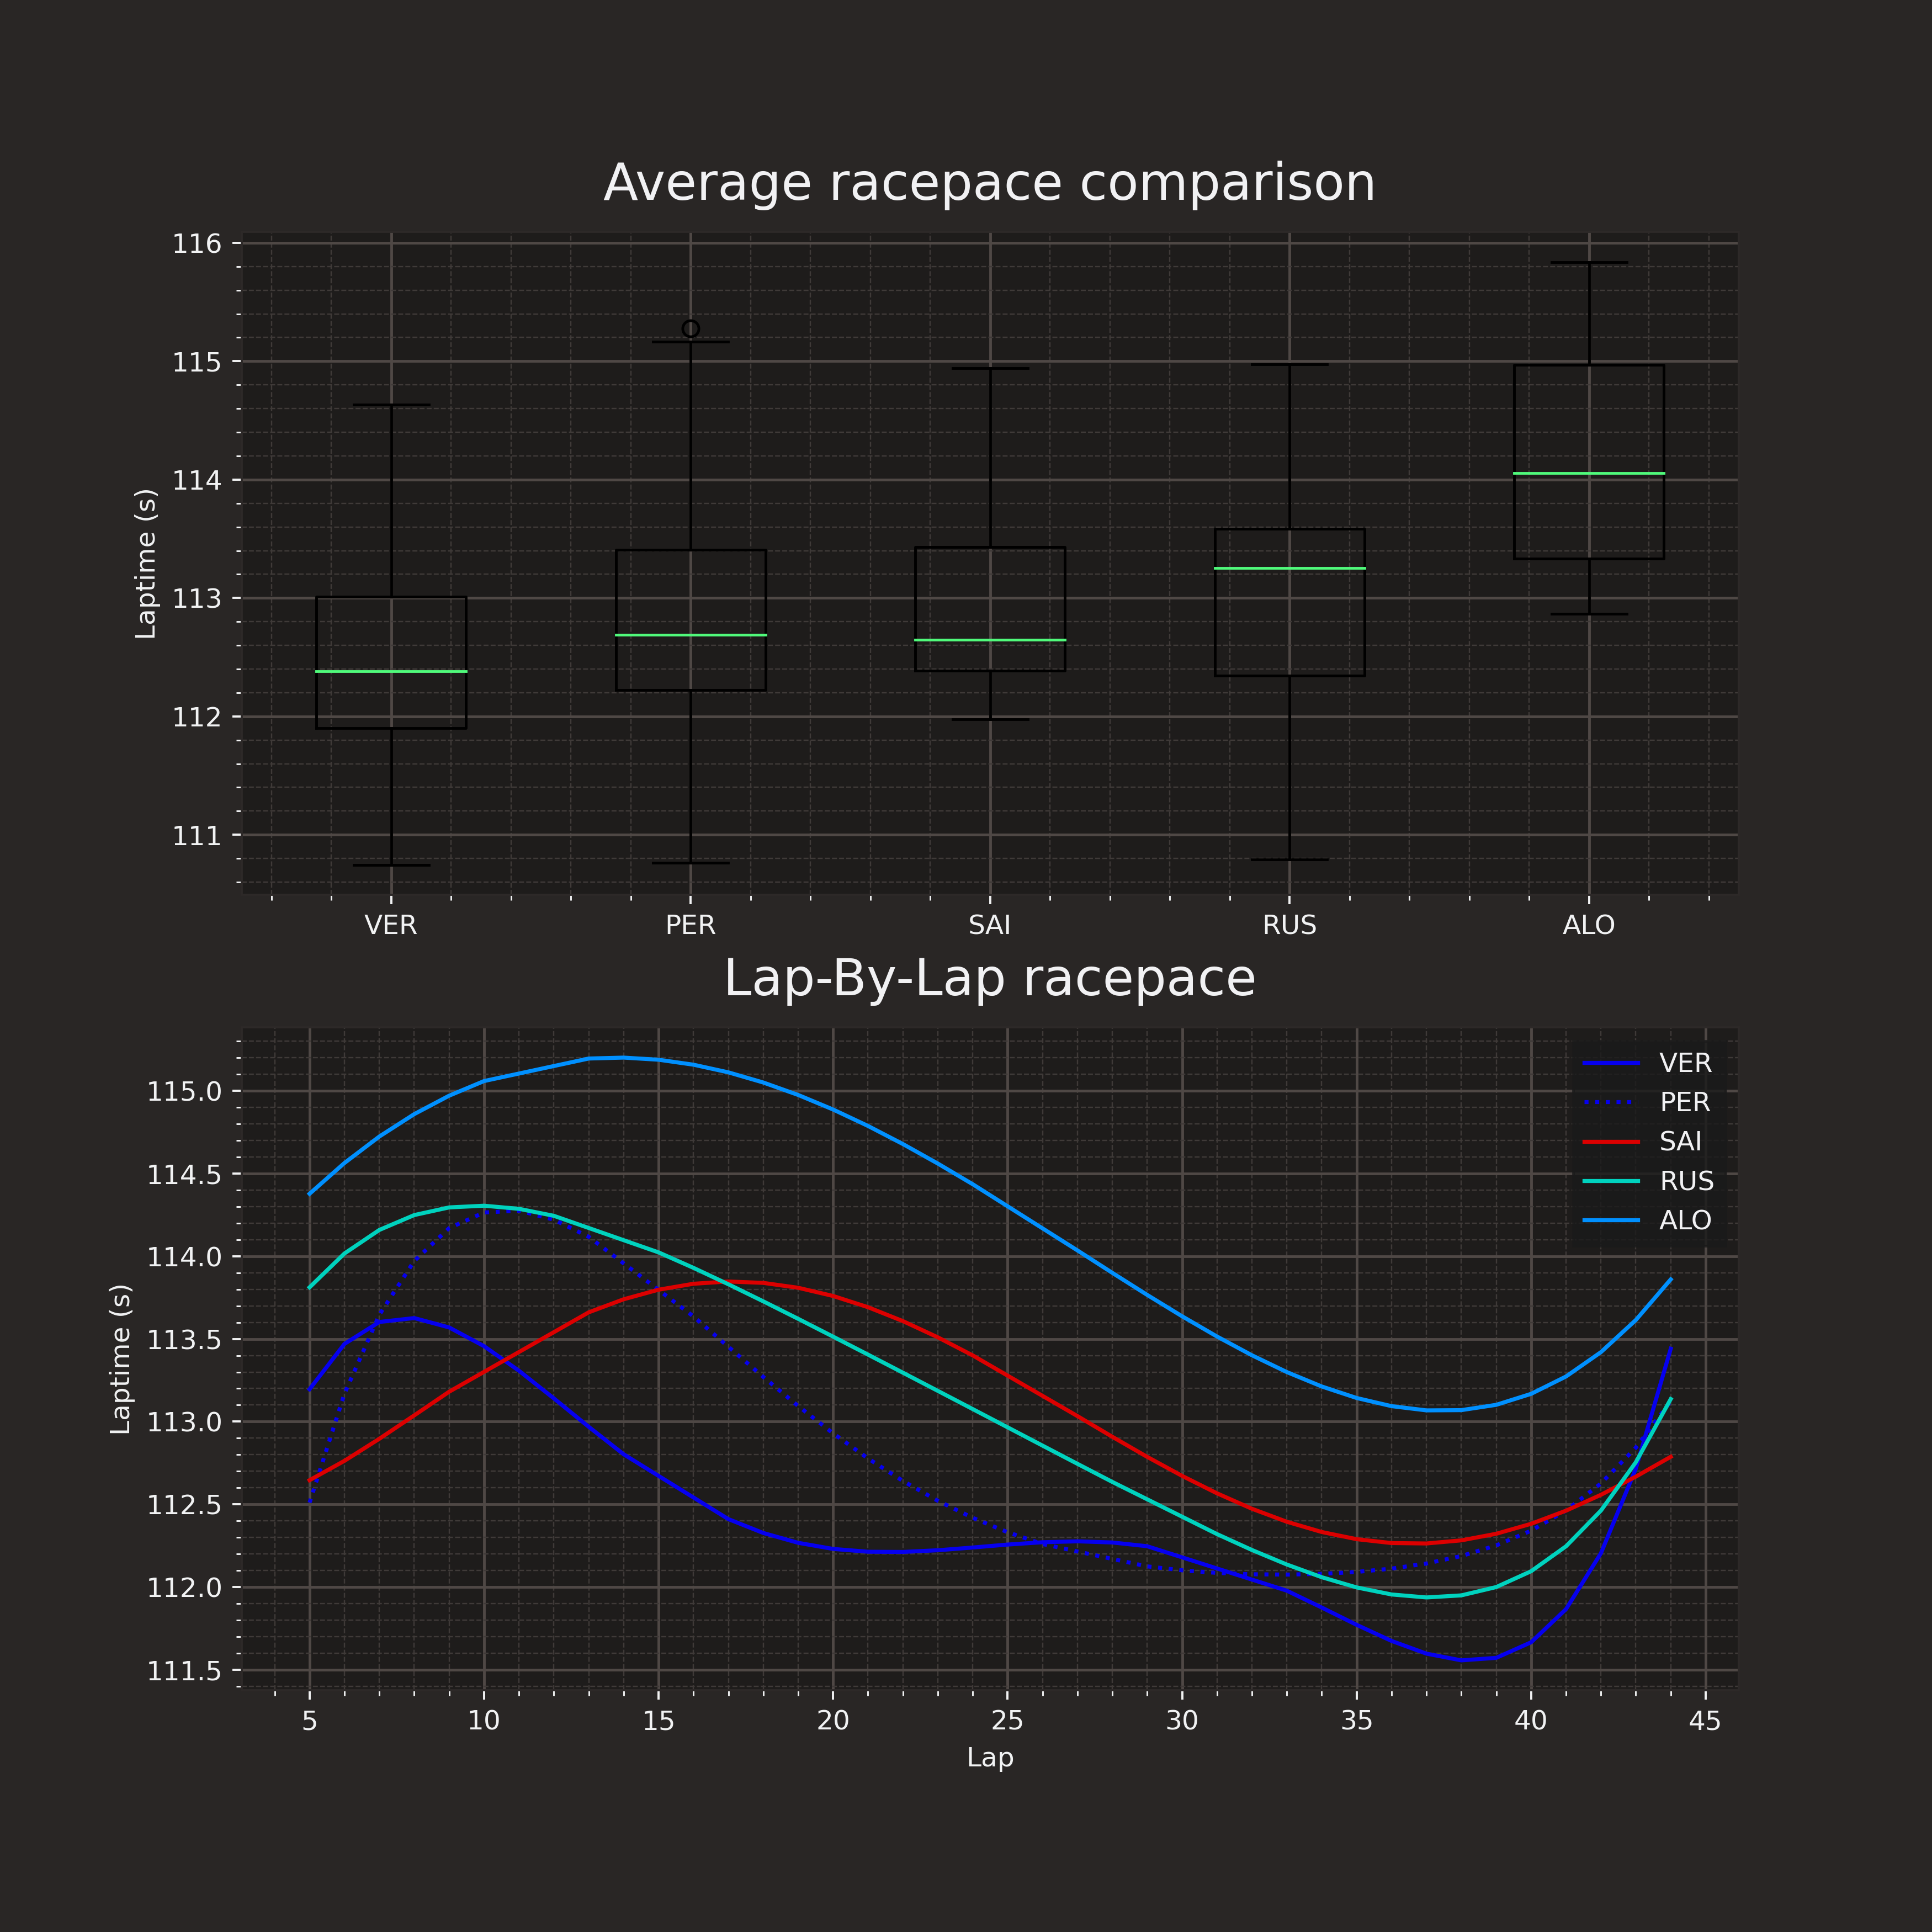 Average racepace comparison
116
115
114
113
112
111
Laptime (s)
VER PER SAI RUS ALO
Lap-By-Lap racepace
115.0
114.5
114.0
113.5
113.0
112.5
112.0
111.5
Laptime (s)
VER
PER
SAI
RUS
ALO
5 10 15 20 25 30 35 40 45
Lap